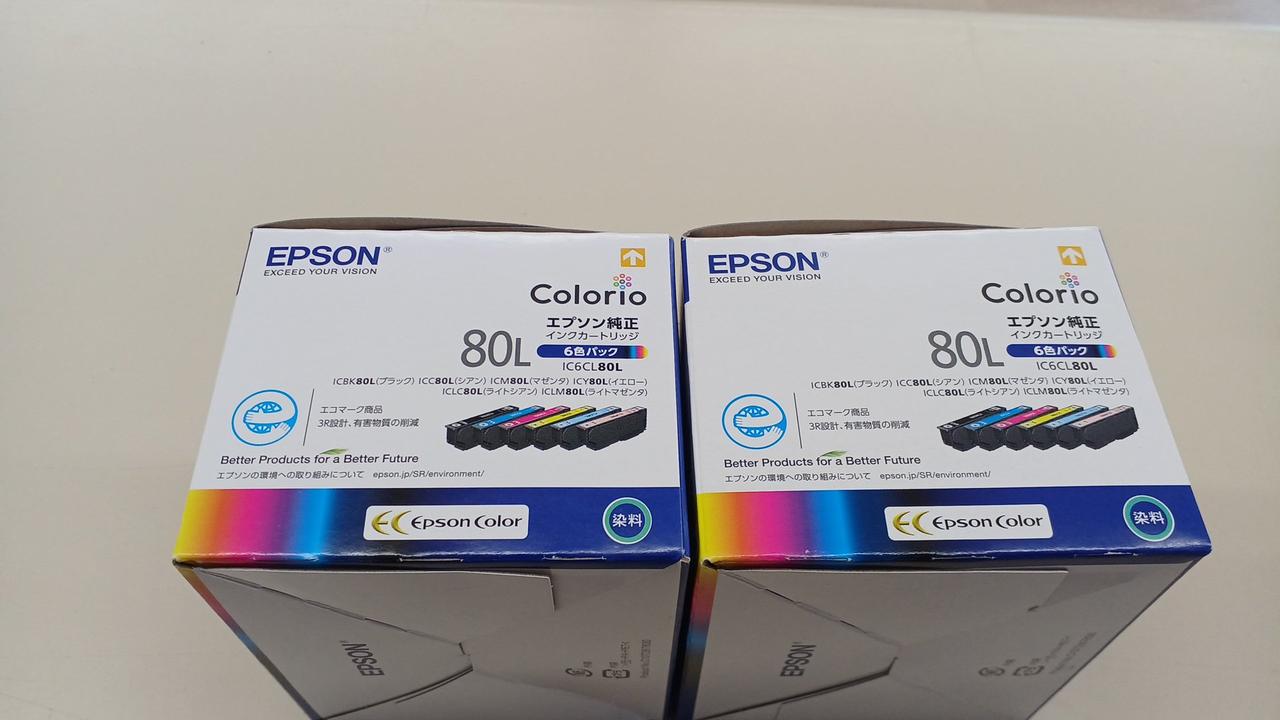 EPSON®
EXCEED YOUR VISION
Colorio
エプソン純正
インクカートリッジ
80L 6色パック
IC6CL80L
ICBK80L(ブラック) ICC80L(シアン) ICM80L(マゼンタ) ICY80L(イエロー)
ICLC80L(ライトシアン) ICLM80L(ライトマゼンタ)
エコマーク商品
3R設計、有害物質の削減
Better Products for a Better Future
エプソンの環境への取り組みについて epson.jp/SR/environment/
EC Epson Color
染料
EPSON
EPSON®
EXCEED YOUR VISION
Colorio
エプソン純正
インクカートリッジ
80L 6色パック
IC6CL80L
ICBK80L(ブラック) ICC80L(シアン) ICM80L(マゼンタ) ICY80L(イエロー)
ICLC80L(ライトシアン) ICLM80L(ライトマゼンタ)
エコマーク商品
3R設計、有害物質の削減
Better Products for a Better Future
エプソンの環境への取り組みについて epson.jp/SR/environment/
EC Epson Color
染料
EPSON